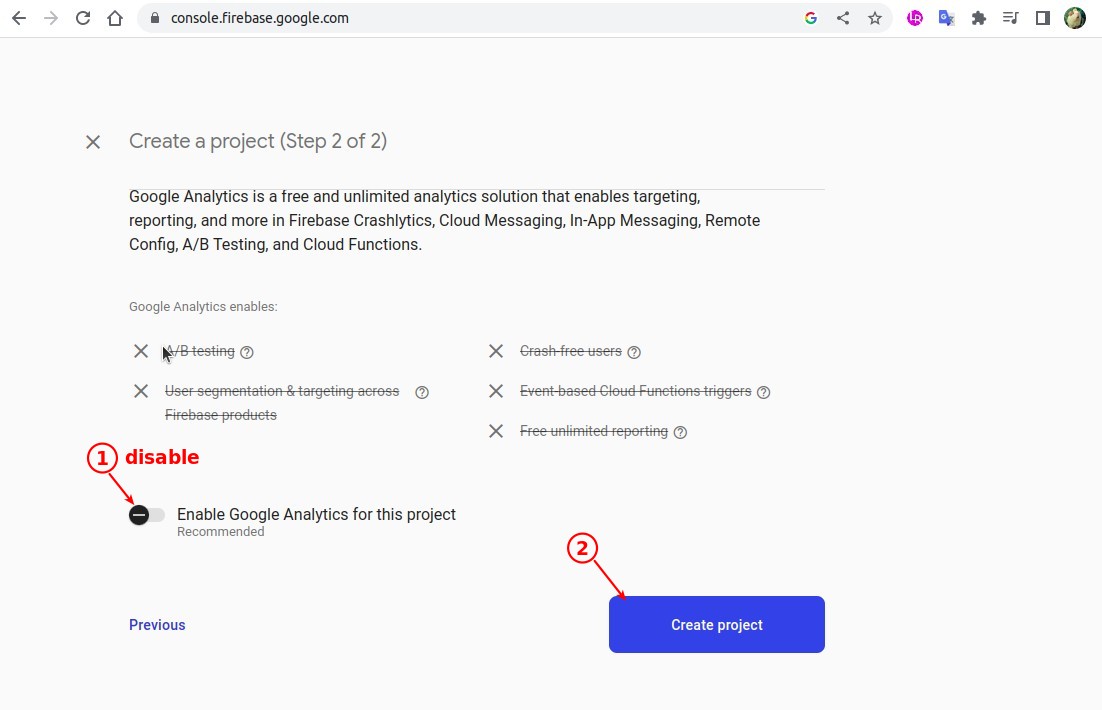 console.firebase.google.com
Create a project (Step 2 of 2)
Google Analytics is a free and unlimited analytics solution that enables targeting,
reporting, and more in Firebase Crashlytics, Cloud Messaging, In-App Messaging, Remote
Config, A/B Testing, and Cloud Functions.
Google Analytics enables:
A/B testing
Crash-free users
User segmentation & targeting across
Firebase products
Event-based Cloud Functions triggers
Free unlimited reporting
1 disable
Enable Google Analytics for this project
Recommended
2
Previous
Create project